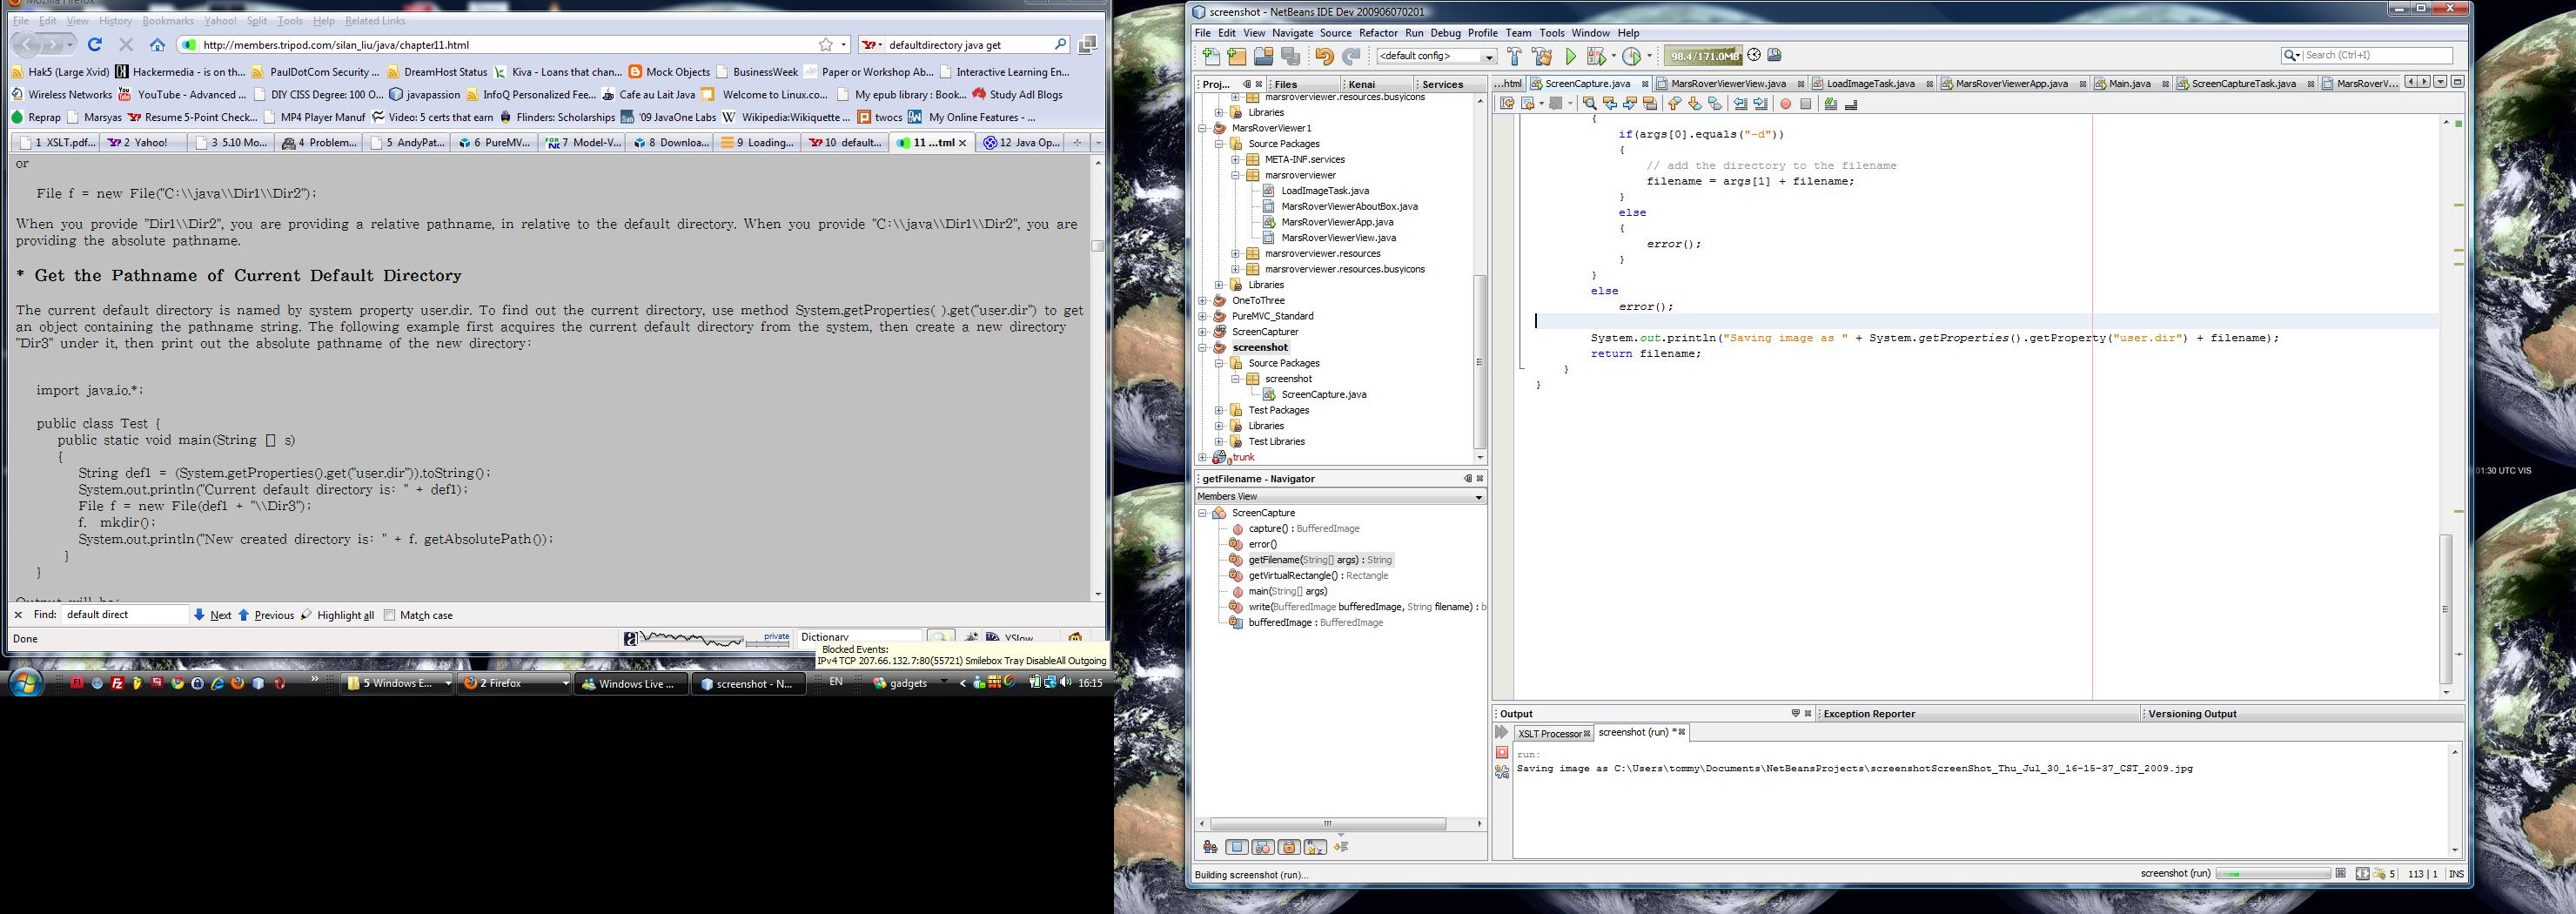 Mozilla Firefox
File Edit View History Bookmarks Yahoo! Split Tools Default Help Related Links
http://members.tripod.com/silan_liu/java/chapter11.html
defaultdirectory java get
Hak5 (Large Xvid) Hackermedia - is on th... PaulDotCom Security ... DreamHost Status Kiva - Loans that chan... Mock Objects BusinessWeek Paper or Workshop Ab... Interactive Learning En...
Wireless Networks YouTube - Advanced ... DIY CISS Degree: 100 O... javapassion InfoQ Personalized Fee... Cafe au Lait Java Welcome to Linux.co... My epub library : Book... Study AdI Blogs
Reprap Marsyas Resume 5-Point Check... MP4 Player Manuf Video: 5 certs that earn Flinders: Scholarships '09 JavaOne Labs Wikipedia:Wikiquette ... twocs My Online Features - ...
1 XSLT.pdf... 2 Yahoo! 3 5.10 Mo... 4 Problem... 5 AndyPat... 6 PureMV... 7 Model-V... 8 Downloa... 9 Loading... 10 default... 11 ...tml 12 Java Op...
or
File f = new File("C:\\java\\Dir1\\Dir2");
When you provide "Dir1\\Dir2", you are providing a relative pathname, in relative to the default directory. When you provide "C:\\java\\Dir1\\Dir2", you are
providing the absolute pathname.
* Get the Pathname of Current Default Directory
The current default directory is named by system property user.dir. To find out the current directory, use method System.getProperties( ).get("user.dir") to get
an object containing the pathname string. The following example first acquires the current default directory from the system, then create a new directory
"Dir3" under it, then print out the absolute pathname of the new directory:
import java.io.*;
public class Test {
public static void main(String [] s)
{
String def1 = (System.getProperties().get("user.dir")).toString();
System.out.println("Current default directory is: " + def1);
File f = new File(def1 + "\\Dir3");
f. mkdir();
System.out.println("New created directory is: " + f. getAbsolutePath());
}
}
Output will be:
Find: default direct Next Previous Highlight all Match case
Done private Dictionary YSlow
Blocked Events:
IPv4 TCP 207.66.132.7:80(55721) Smilebox Tray DisableAll Outgoing
5 Windows E... 2 Firefox Windows Live ... screenshot - N... EN gadgets 16:15
screenshot - NetBeans IDE Dev 200906070201
File Edit View Navigate Source Refactor Run Debug Profile Team Tools Window Help
<default config> 98.4/171.0MB Search (Ctrl+I)
Proj... Files Kenai Services
marsroverviewer.resources.busyicons
Libraries
MarsRoverViewer1
Source Packages
META-INF.services
marsroverviewer
LoadImageTask.java
MarsRoverViewerAboutBox.java
MarsRoverViewerApp.java
MarsRoverViewerView.java
marsroverviewer.resources
marsroverviewer.resources.busyicons
Libraries
OneToThree
PureMVC_Standard
ScreenCapturer
screenshot
Source Packages
screenshot
ScreenCapture.java
Test Packages
Libraries
Test Libraries
trunk
getFilename - Navigator
Members View
ScreenCapture
capture() : BufferedImage
error()
getFilename(String[] args) : String
getVirtualRectangle() : Rectangle
main(String[] args)
write(BufferedImage bufferedImage, String filename) : b
bufferedImage : BufferedImage
...html ScreenCapture.java MarsRoverViewerView.java LoadImageTask.java MarsRoverViewerApp.java Main.java ScreenCaptureTask.java MarsRoverV...
{
if(args[0].equals("-d"))
{
// add the directory to the filename
filename = args[1] + filename;
}
else
{
error();
}
}
else
error();
System.out.println("Saving image as " + System.getProperties().getProperty("user.dir") + filename);
return filename;
}
}
Output Exception Reporter Versioning Output
XSLT Processor screenshot (run) *
run:
Saving image as C:\Users\tommy\Documents\NetBeansProjects\screenshotScreenShot_Thu_Jul_30_16-15-37_CST_2009.jpg
Building screenshot (run)... screenshot (run) 5 113 | 1 INS
01:30 UTC VIS